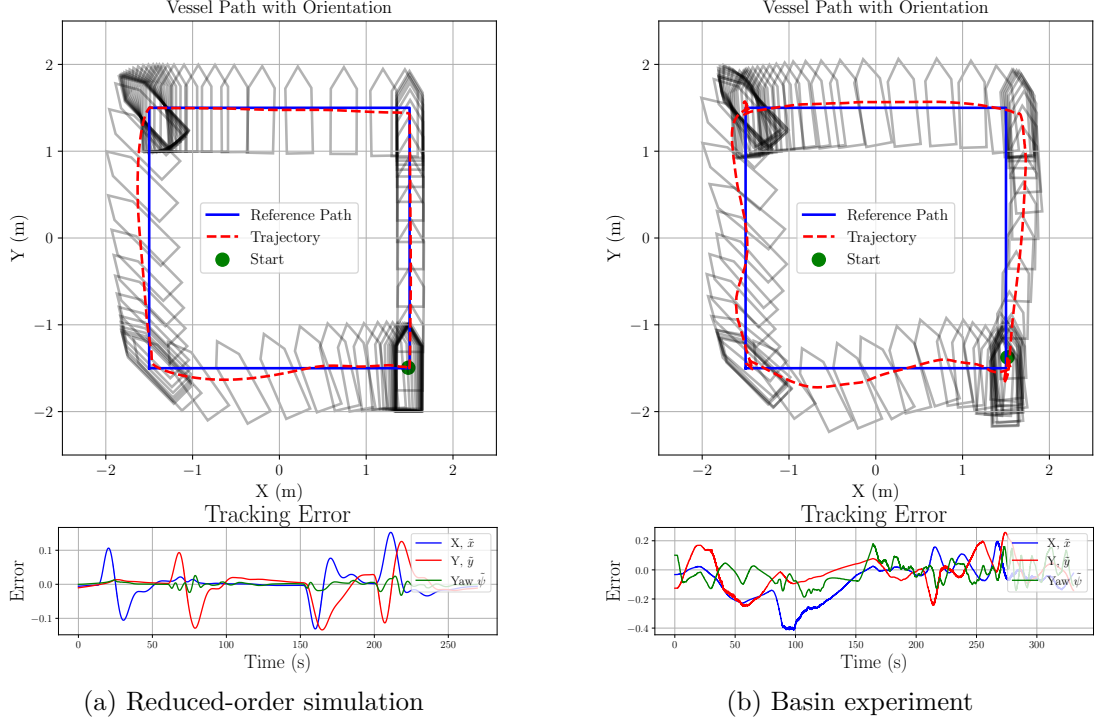 Vessel Path with Orientation
2
1
0
−1
−2
Y (m)
Reference Path
Trajectory
Start
−2 −1 0 1 2
X (m)
Tracking Error
0.1
0.0
−0.1
Error
X, x̃
Y, ỹ
Yaw ψ̃
0 50 100 150 200 250
Time (s)
(a) Reduced-order simulation
Vessel Path with Orientation
2
1
0
−1
−2
Y (m)
Reference Path
Trajectory
Start
−2 −1 0 1 2
X (m)
Tracking Error
0.2
0.0
−0.2
−0.4
Error
X, x̃
Y, ỹ
Yaw ψ̃
0 50 100 150 200 250 300
Time (s)
(b) Basin experiment